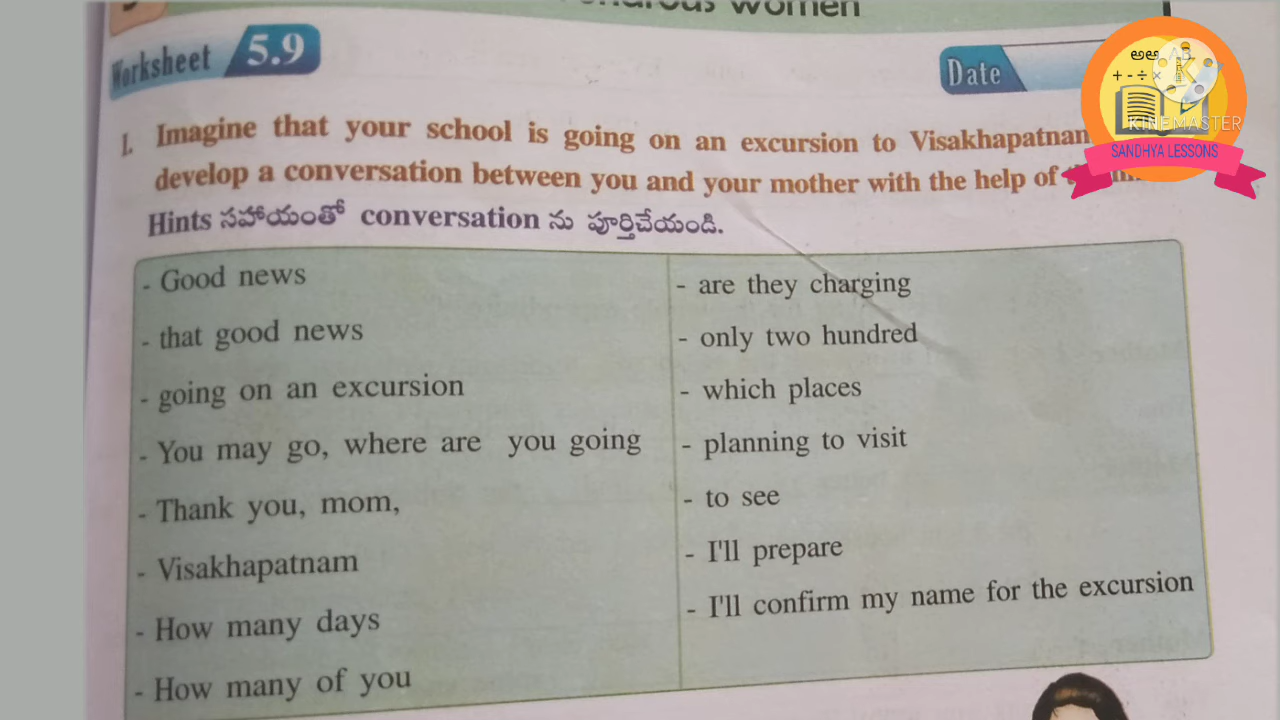 women
Worksheet 5.9
Date
1. Imagine that your school is going on an excursion to
develop a conversation between you and your mother with the help of
Hints సహాయంతో conversation ను పూర్తిచేయండి.
- Good news
- that good news
- going on an excursion
- You may go, where are you going
- Thank you, mom,
- Visakhapatnam
- How many days
- How many of you
- are they charging
- only two hundred
- which places
- planning to visit
- to see
- I'll prepare
- I'll confirm my name for the excursion
అఆ AB
+ - ÷ ×
K
KINEMASTER
SANDHYA LESSONS